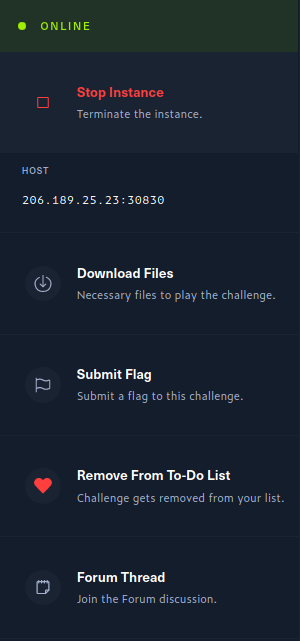 ONLINE
Stop Instance
Terminate the instance.
HOST
206.189.25.23:30830
Download Files
Necessary files to play the challenge.
Submit Flag
Submit a flag to this challenge.
Remove From To-Do List
Challenge gets removed from your list.
Forum Thread
Join the Forum discussion.